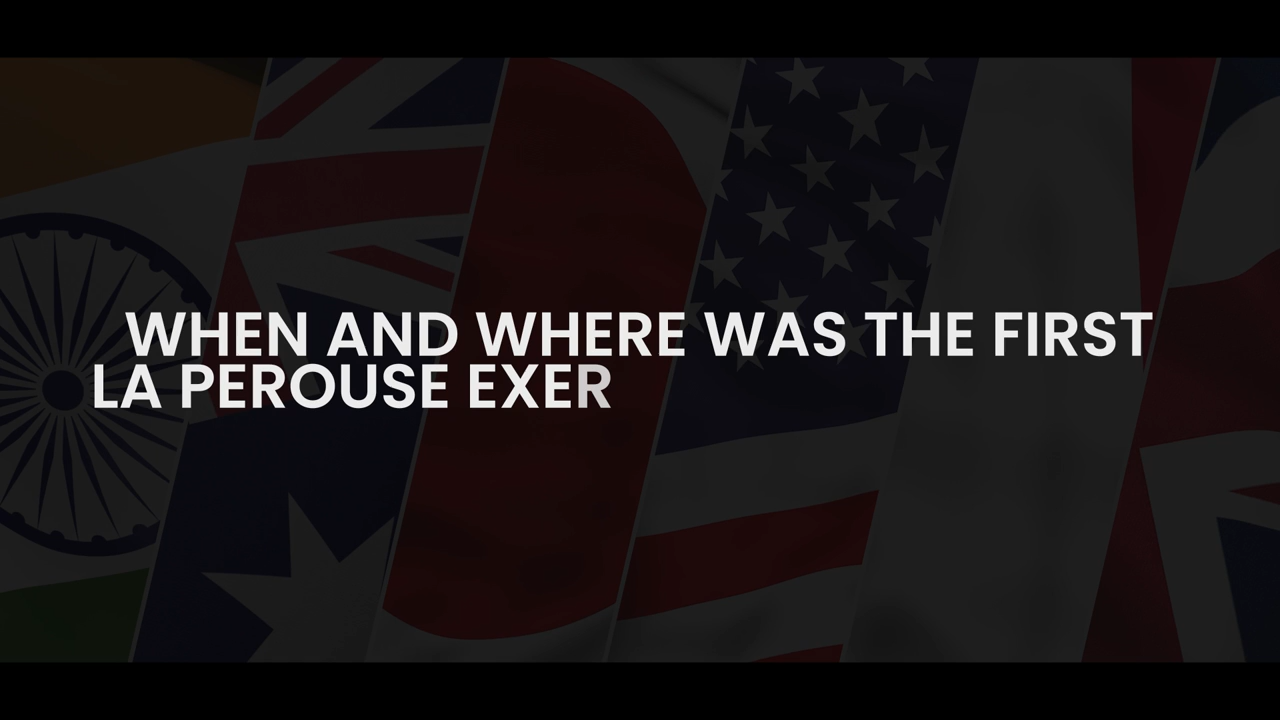 WHEN AND WHERE WAS THE FIRST
LA PEROUSE EXER